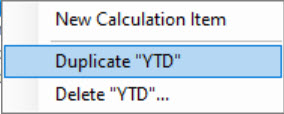 New Calculation Item
Duplicate "YTD"
Delete "YTD"...